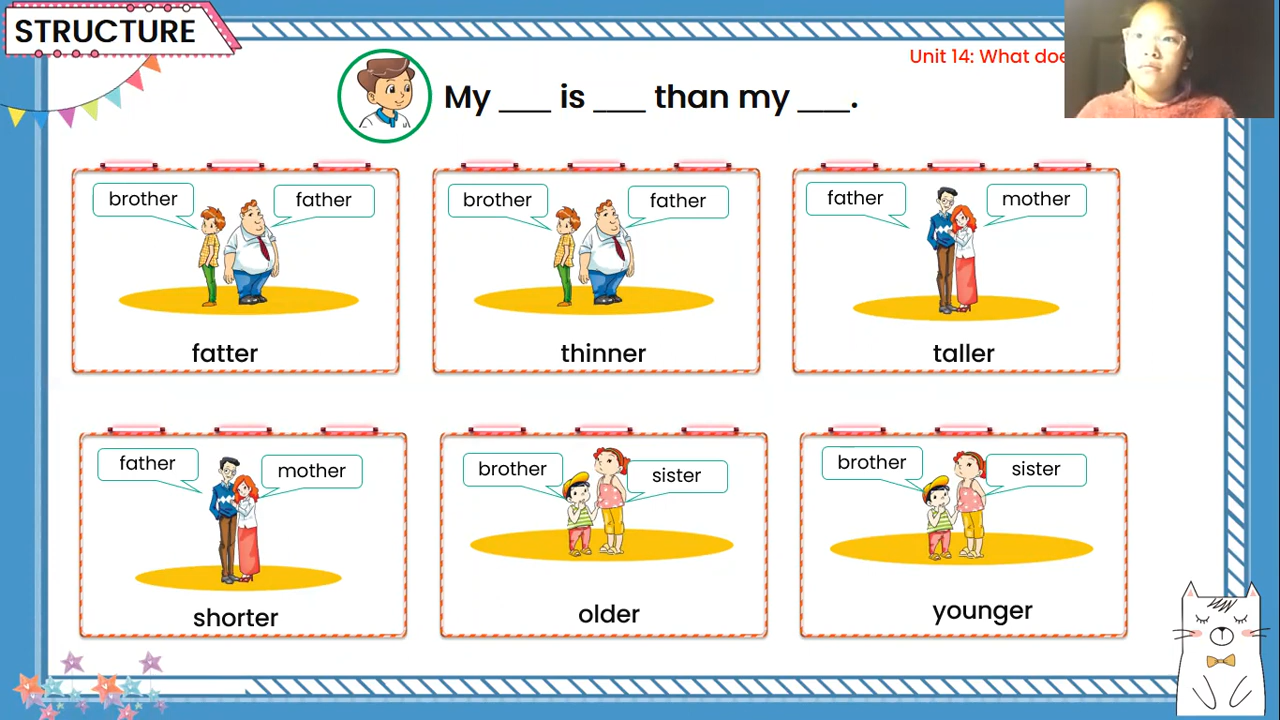 STRUCTURE
Unit 14: What doe
My ___ is ___ than my ___.
brother
father
fatter
brother
father
thinner
father
mother
taller
father
mother
shorter
brother
sister
older
brother
sister
younger